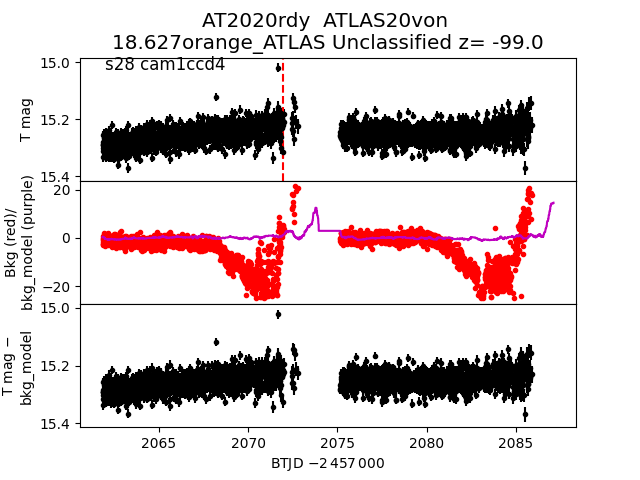 AT2020rdy  ATLAS20von
18.627orange_ATLAS Unclassified z= -99.0
s28 cam1ccd4
15.0
15.2
15.4
T mag
20
0
−20
Bkg (red)/
bkg_model (purple)
15.0
15.2
15.4
T mag −
bkg_model
2065
2070
2075
2080
2085
BTJD −2 457 000